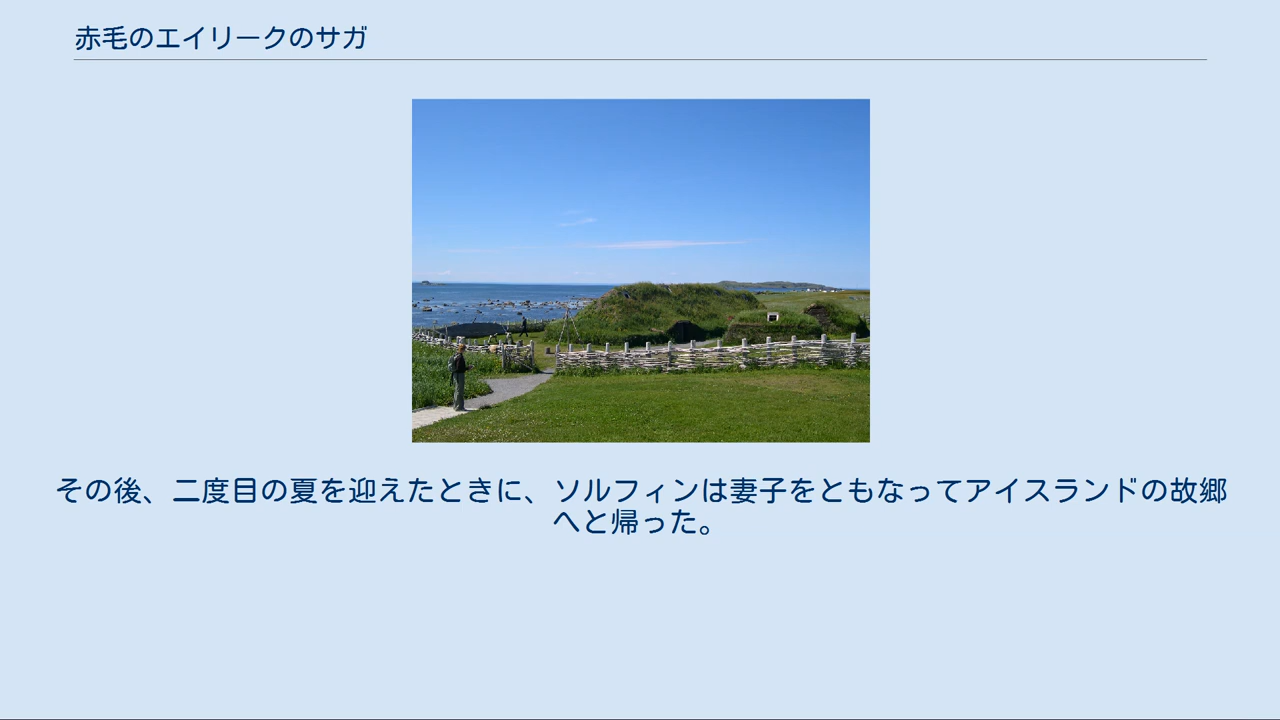 赤毛のエイリークのサガ
その後、二度目の夏を迎えたときに、ソルフィンは妻子をともなってアイスランドの故郷
へと帰った。